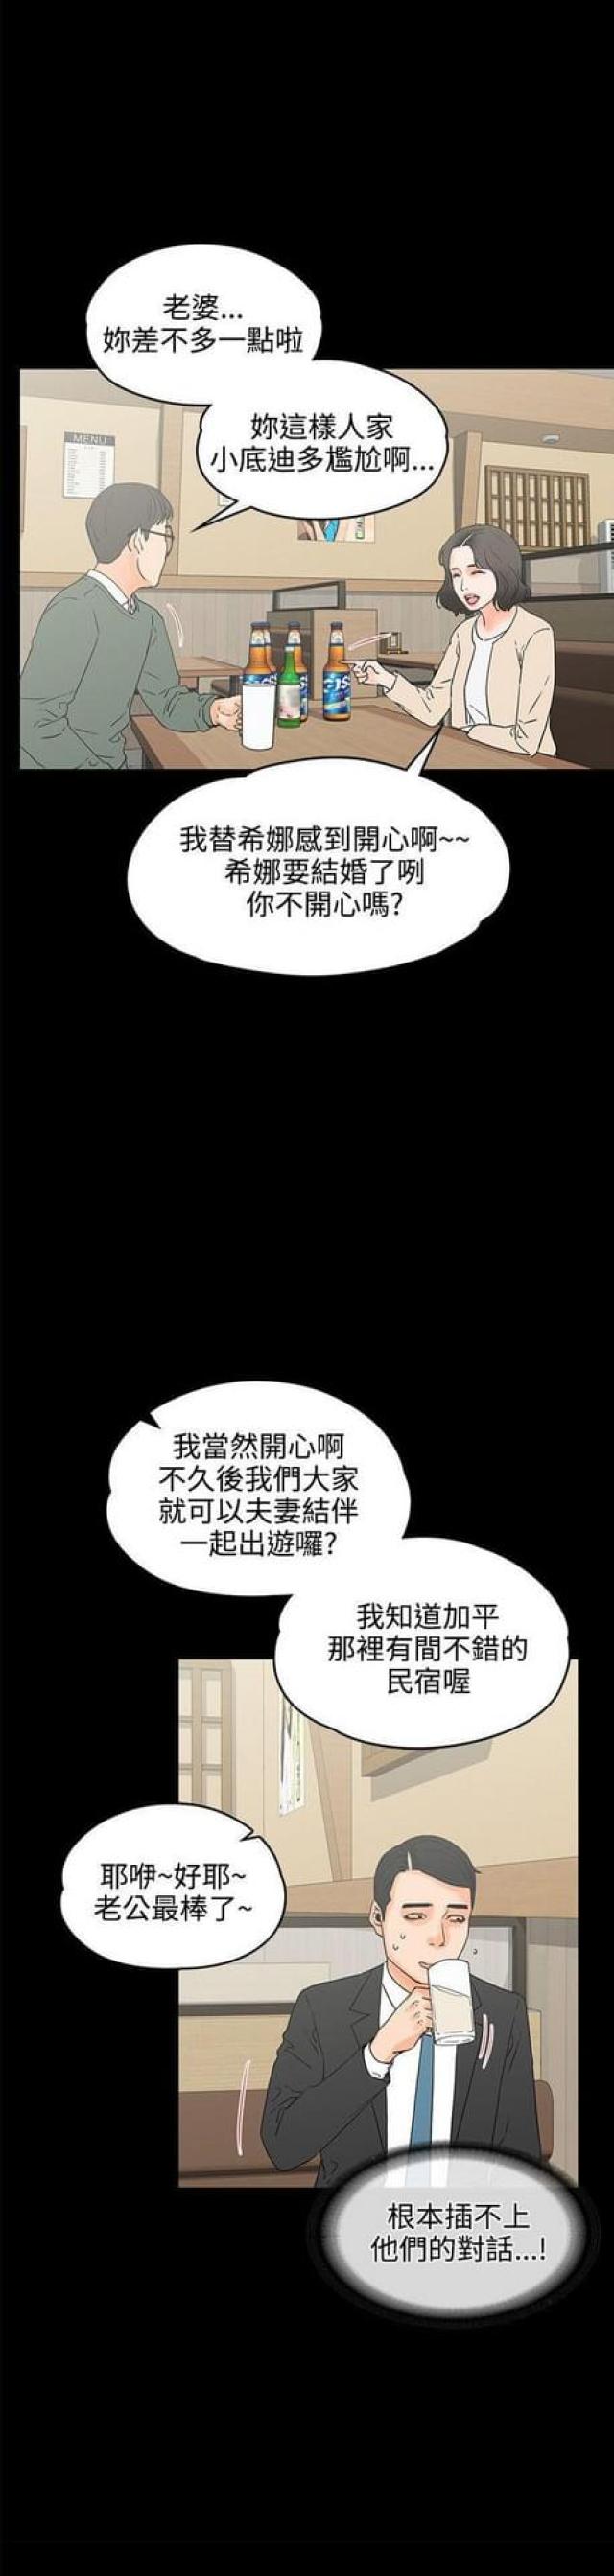 老婆...
妳差不多一點啦
妳這樣人家
小底迪多尷尬啊...
MENU
我替希娜感到開心啊~~
希娜要結婚了咧
你不開心嗎?
我當然開心啊
不久後我們大家
就可以夫妻結伴
一起出遊囉?
我知道加平
那裡有間不錯的
民宿喔
耶咿~好耶~
老公最棒了~
根本插不上
他們的對話...!